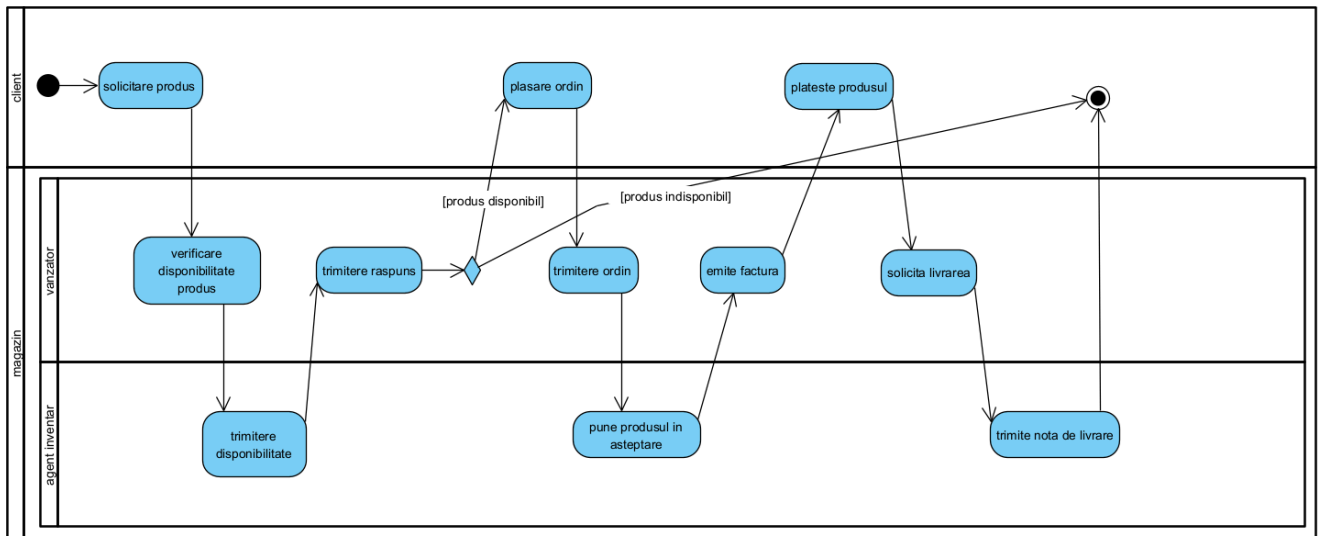 client
solicitare produs
plasare ordin
plateste produsul
magazin
vanzator
[produs disponibil]
[produs indisponibil]
verificare
disponibilitate
produs
trimitere raspuns
trimitere ordin
emite factura
solicita livrarea
agent inventar
trimitere
disponibilitate
pune produsul in
asteptare
trimite nota de livrare